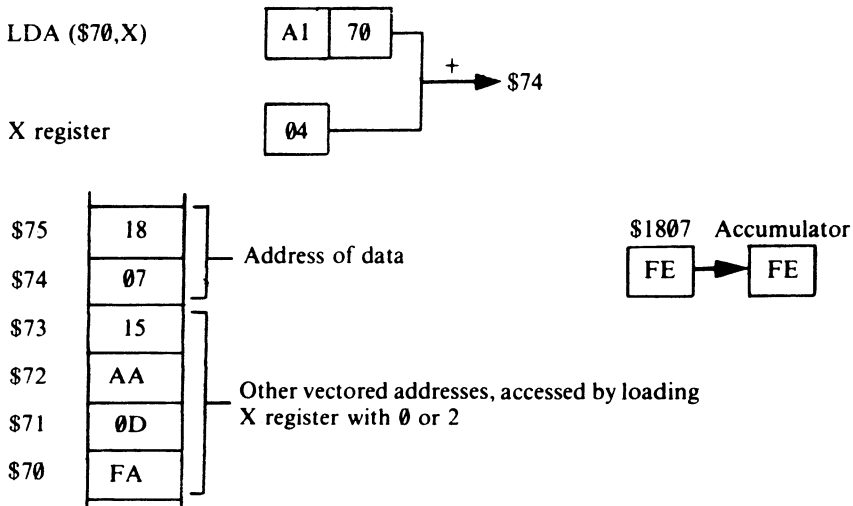 LDA ($70,X)
A1 70
+
$74
X register
04
$75 18
$74 07
Address of data
$1807 Accumulator
FE FE
$73 15
$72 AA
$71 0D
$70 FA
Other vectored addresses, accessed by loading
X register with 0 or 2